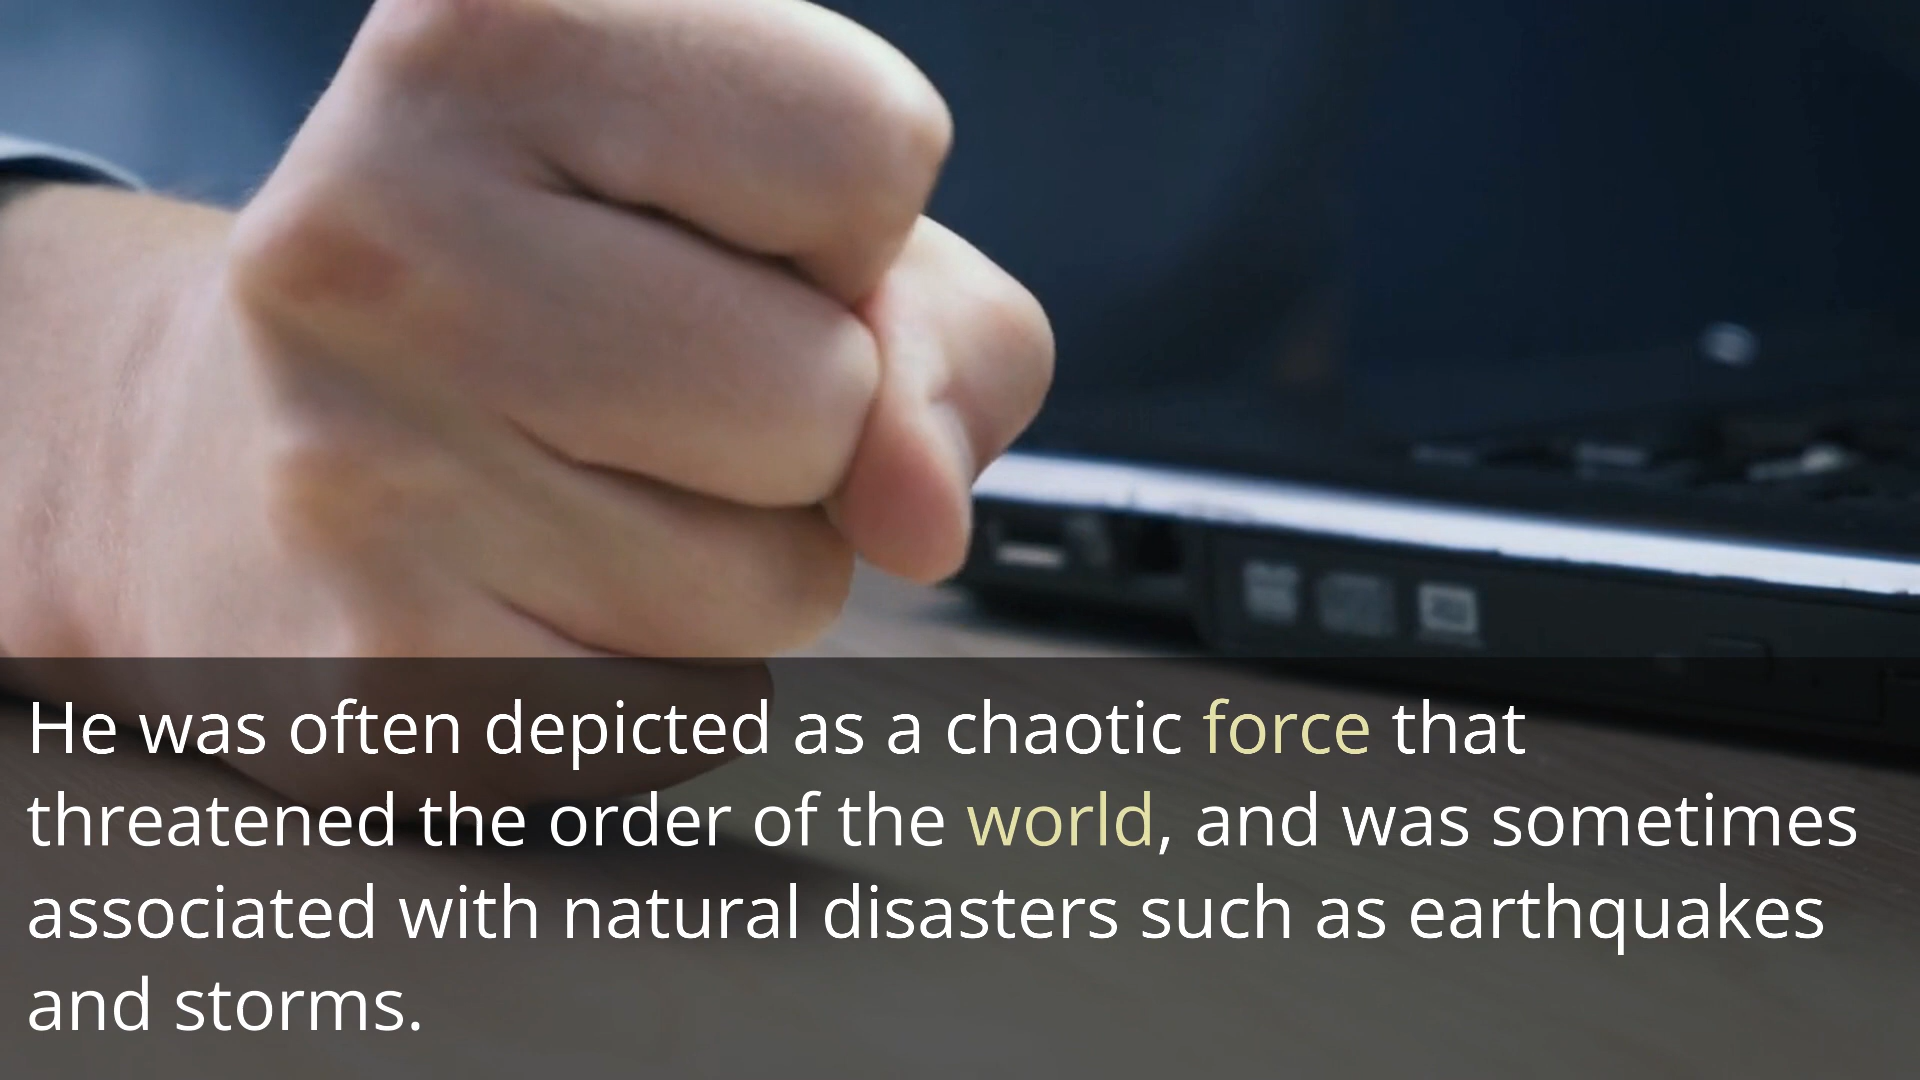 He was often depicted as a chaotic force that
threatened the order of the world, and was sometimes
associated with natural disasters such as earthquakes
and storms.